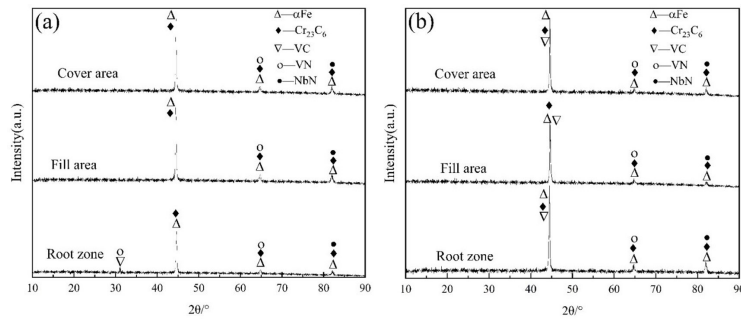 (a)
△—αFe
◆—Cr23C6
▽—VC
○—VN
●—NbN
Cover area
Fill area
Root zone
Intensity(a.u.)
10 20 30 40 50 60 70 80 90
2θ/°
(b)
△—αFe
◆—Cr23C6
▽—VC
○—VN
●—NbN
Cover area
Fill area
Root zone
Intensity(a.u.)
10 20 30 40 50 60 70 80 90
2θ/°